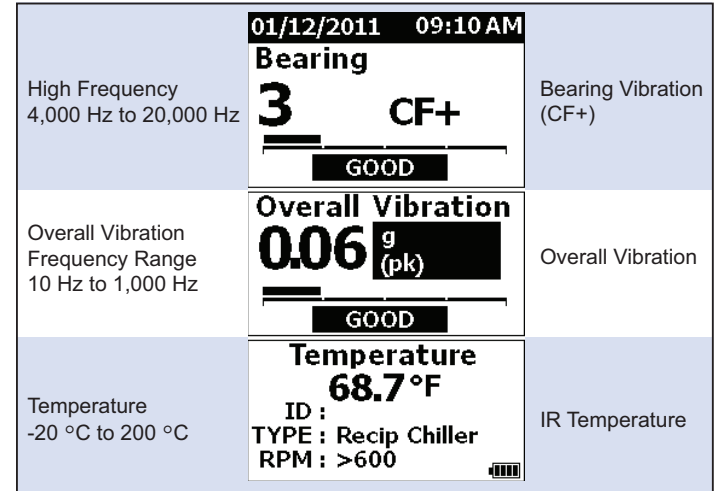 01/12/2011 09:10 AM
High Frequency
4,000 Hz to 20,000 Hz
Bearing
3 CF+
GOOD
Bearing Vibration
(CF+)
Overall Vibration
Frequency Range
10 Hz to 1,000 Hz
Overall Vibration
0.06 g
(pk)
GOOD
Overall Vibration
Temperature
-20 °C to 200 °C
Temperature
68.7°F
ID :
TYPE : Recip Chiller
RPM : >600
IR Temperature